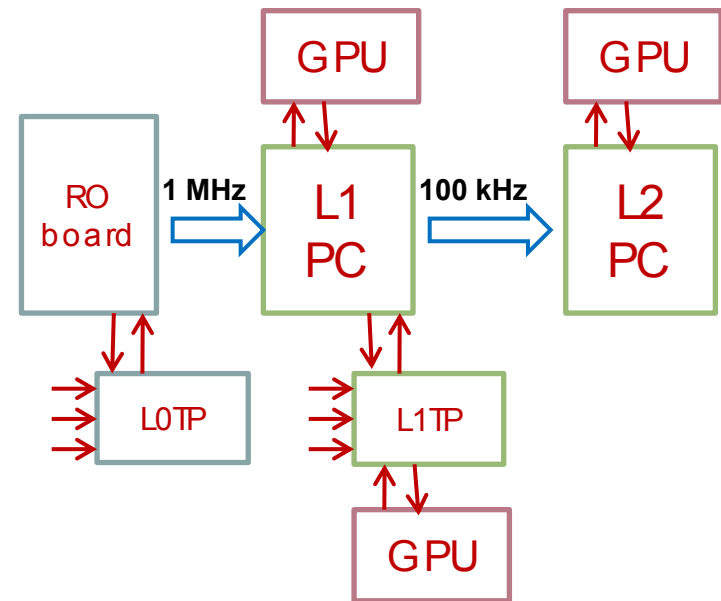 GPU
GPU
RO
board
1 MHz
L1
PC
100 kHz
L2
PC
L0TP
L1TP
GPU